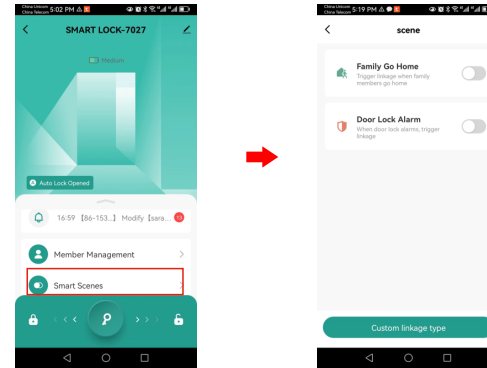 China Unicom
China Telecom 5:02 PM
SMART LOCK-7027
Medium
Auto Lock Opened
16:59 【86-153...】 Modify【sara...
Member Management
Smart Scenes
China Unicom
China Telecom 5:19 PM
scene
Family Go Home
Trigger linkage when family
members go home
Door Lock Alarm
When door lock alarms, trigger
linkage
Custom linkage type